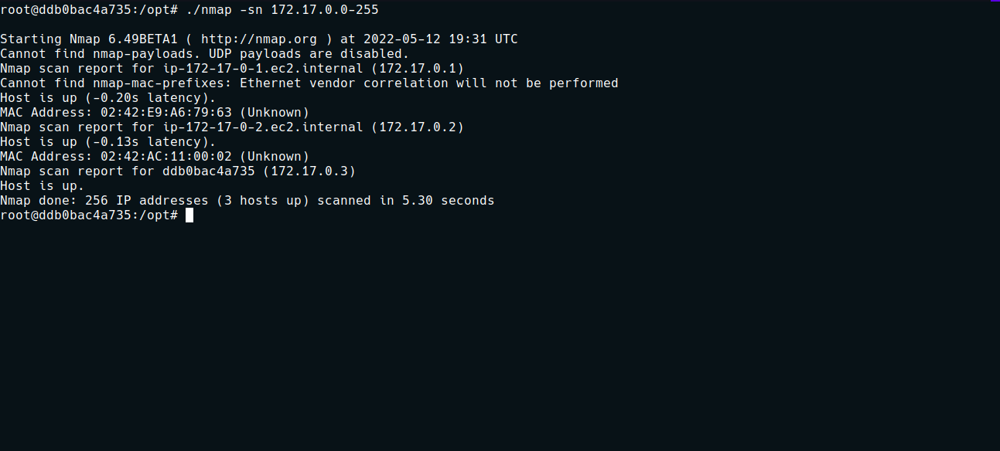 root@ddb0bac4a735:/opt# ./nmap -sn 172.17.0.0-255

Starting Nmap 6.49BETA1 ( http://nmap.org ) at 2022-05-12 19:31 UTC
Cannot find nmap-payloads. UDP payloads are disabled.
Nmap scan report for ip-172-17-0-1.ec2.internal (172.17.0.1)
Cannot find nmap-mac-prefixes: Ethernet vendor correlation will not be performed
Host is up (-0.20s latency).
MAC Address: 02:42:E9:A6:79:63 (Unknown)
Nmap scan report for ip-172-17-0-2.ec2.internal (172.17.0.2)
Host is up (-0.13s latency).
MAC Address: 02:42:AC:11:00:02 (Unknown)
Nmap scan report for ddb0bac4a735 (172.17.0.3)
Host is up.
Nmap done: 256 IP addresses (3 hosts up) scanned in 5.30 seconds
root@ddb0bac4a735:/opt#